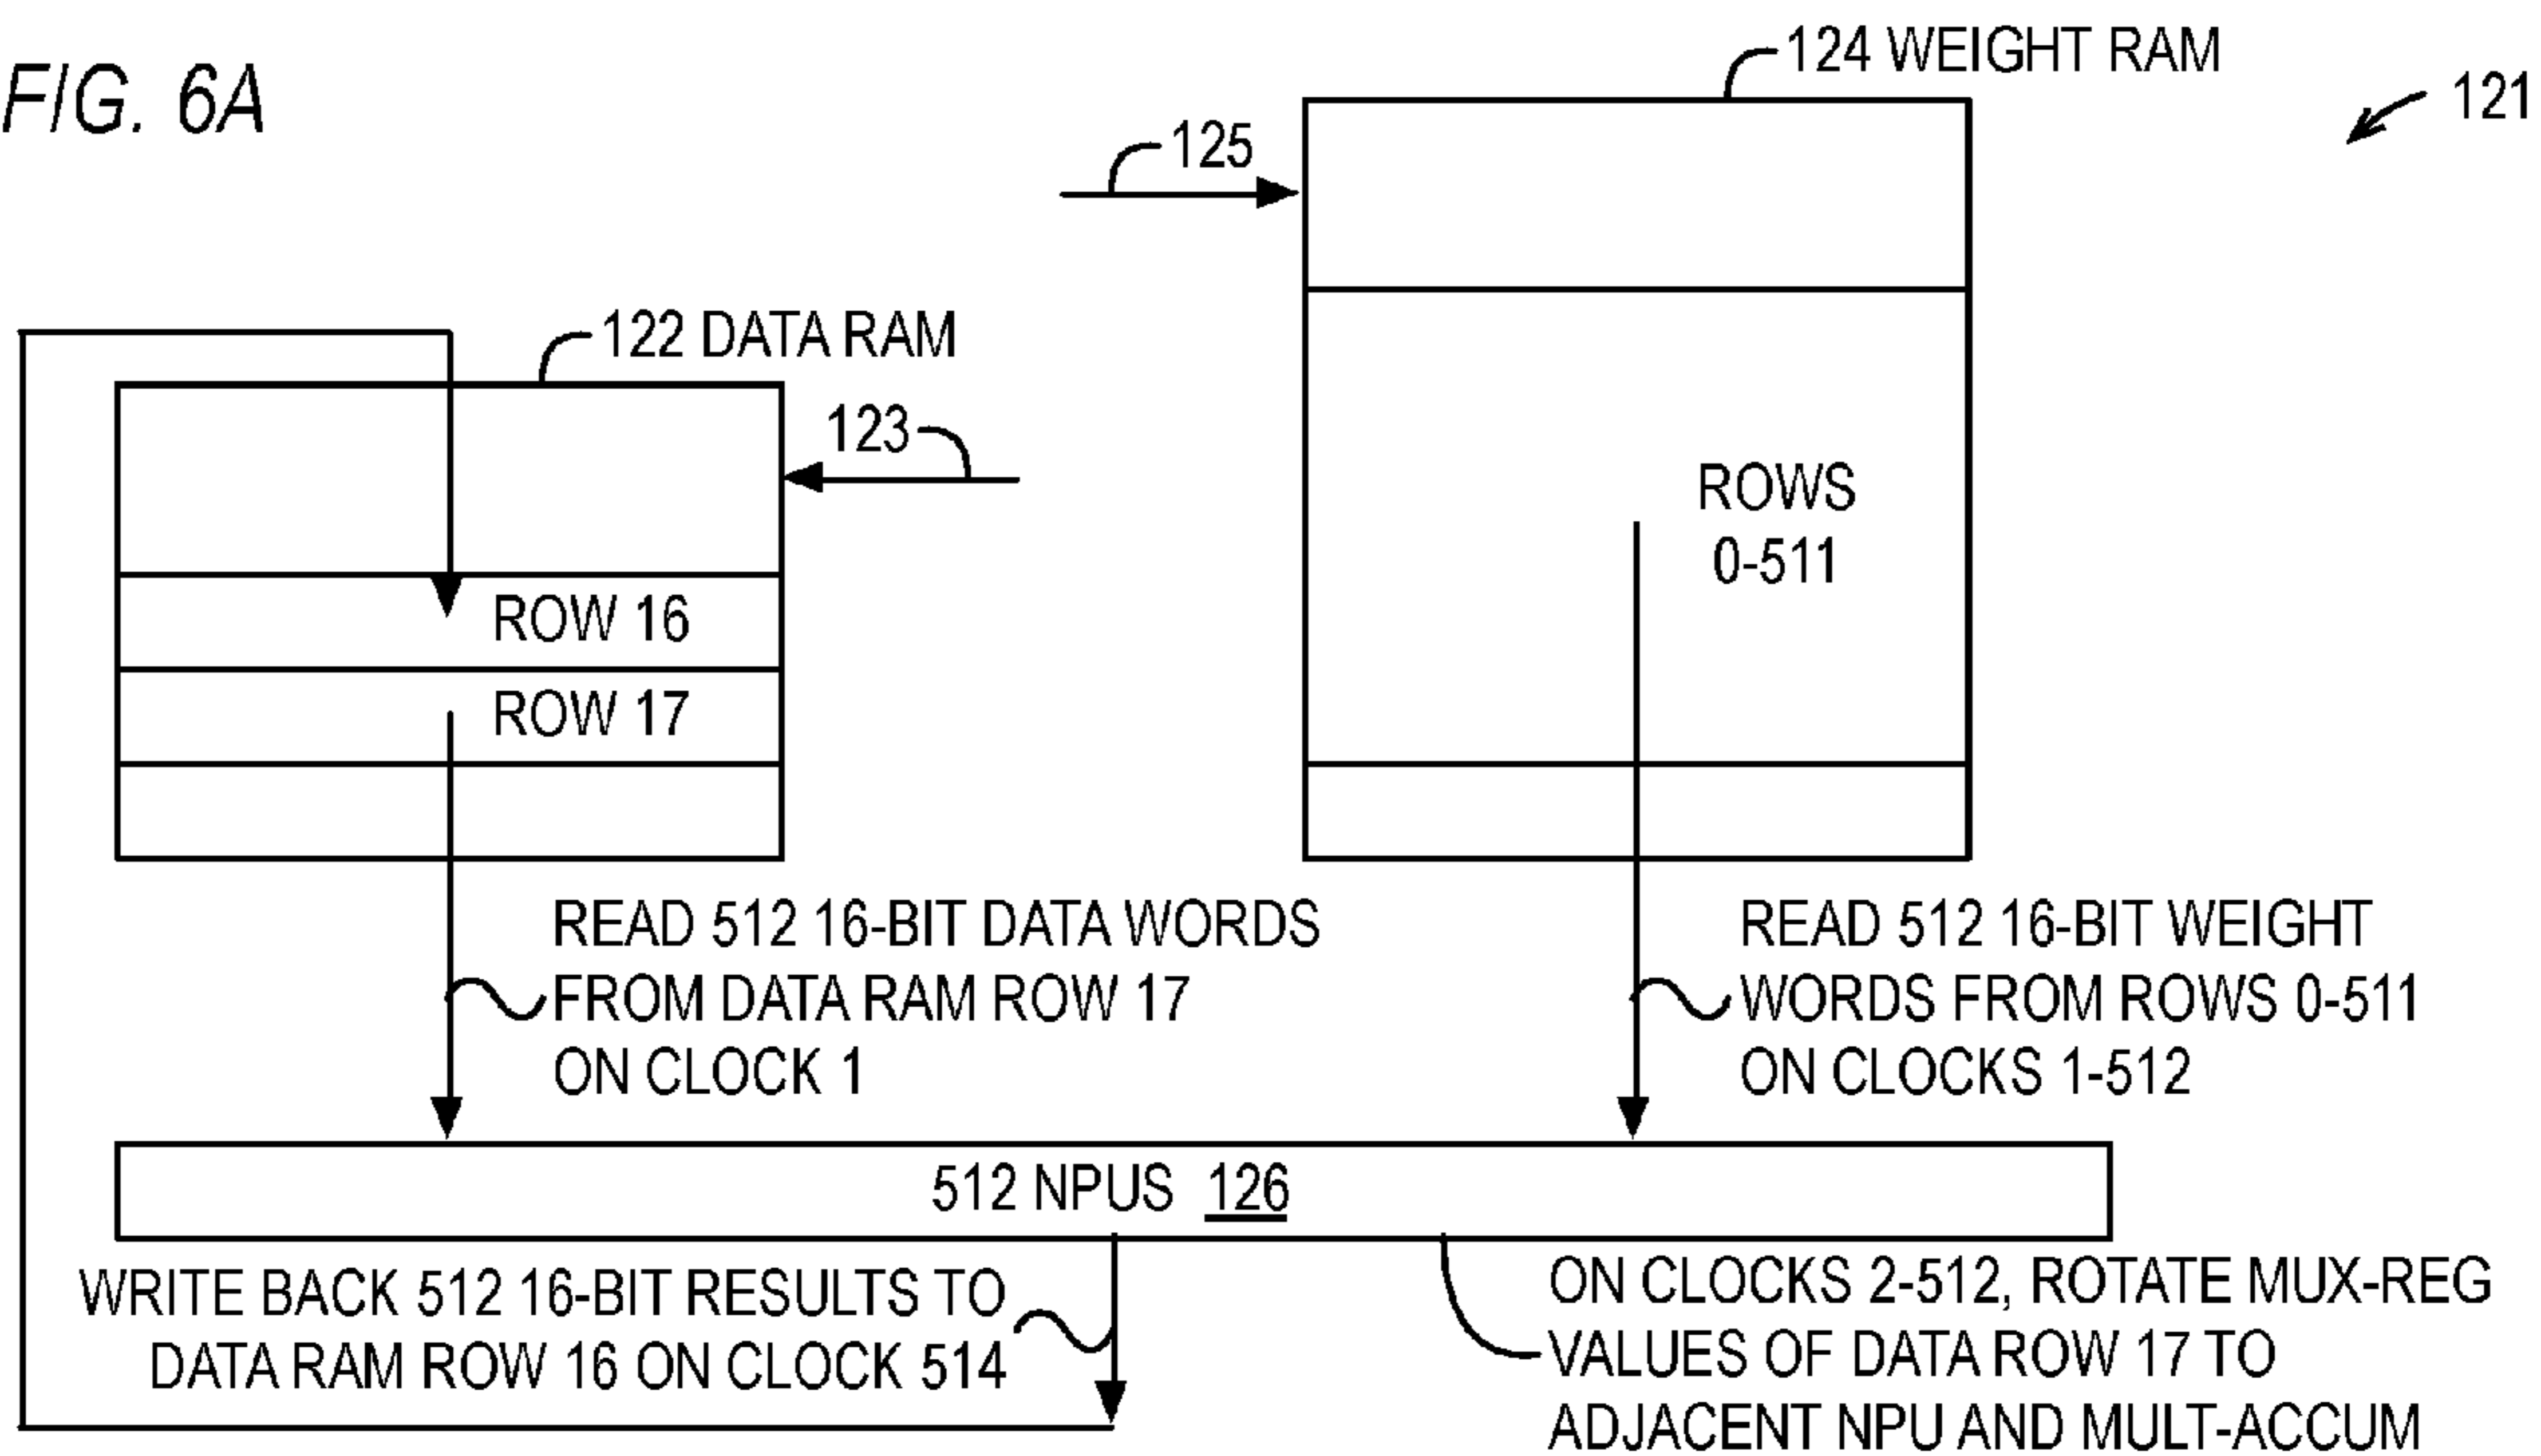 FIG. 6A
124 WEIGHT RAM
121
125
122 DATA RAM
123
ROWS
0-511
ROW 16
ROW 17
READ 512 16-BIT DATA WORDS
FROM DATA RAM ROW 17
ON CLOCK 1
READ 512 16-BIT WEIGHT
WORDS FROM ROWS 0-511
ON CLOCKS 1-512
512 NPUS 126
WRITE BACK 512 16-BIT RESULTS TO
DATA RAM ROW 16 ON CLOCK 514
ON CLOCKS 2-512, ROTATE MUX-REG
VALUES OF DATA ROW 17 TO
ADJACENT NPU AND MULT-ACCUM